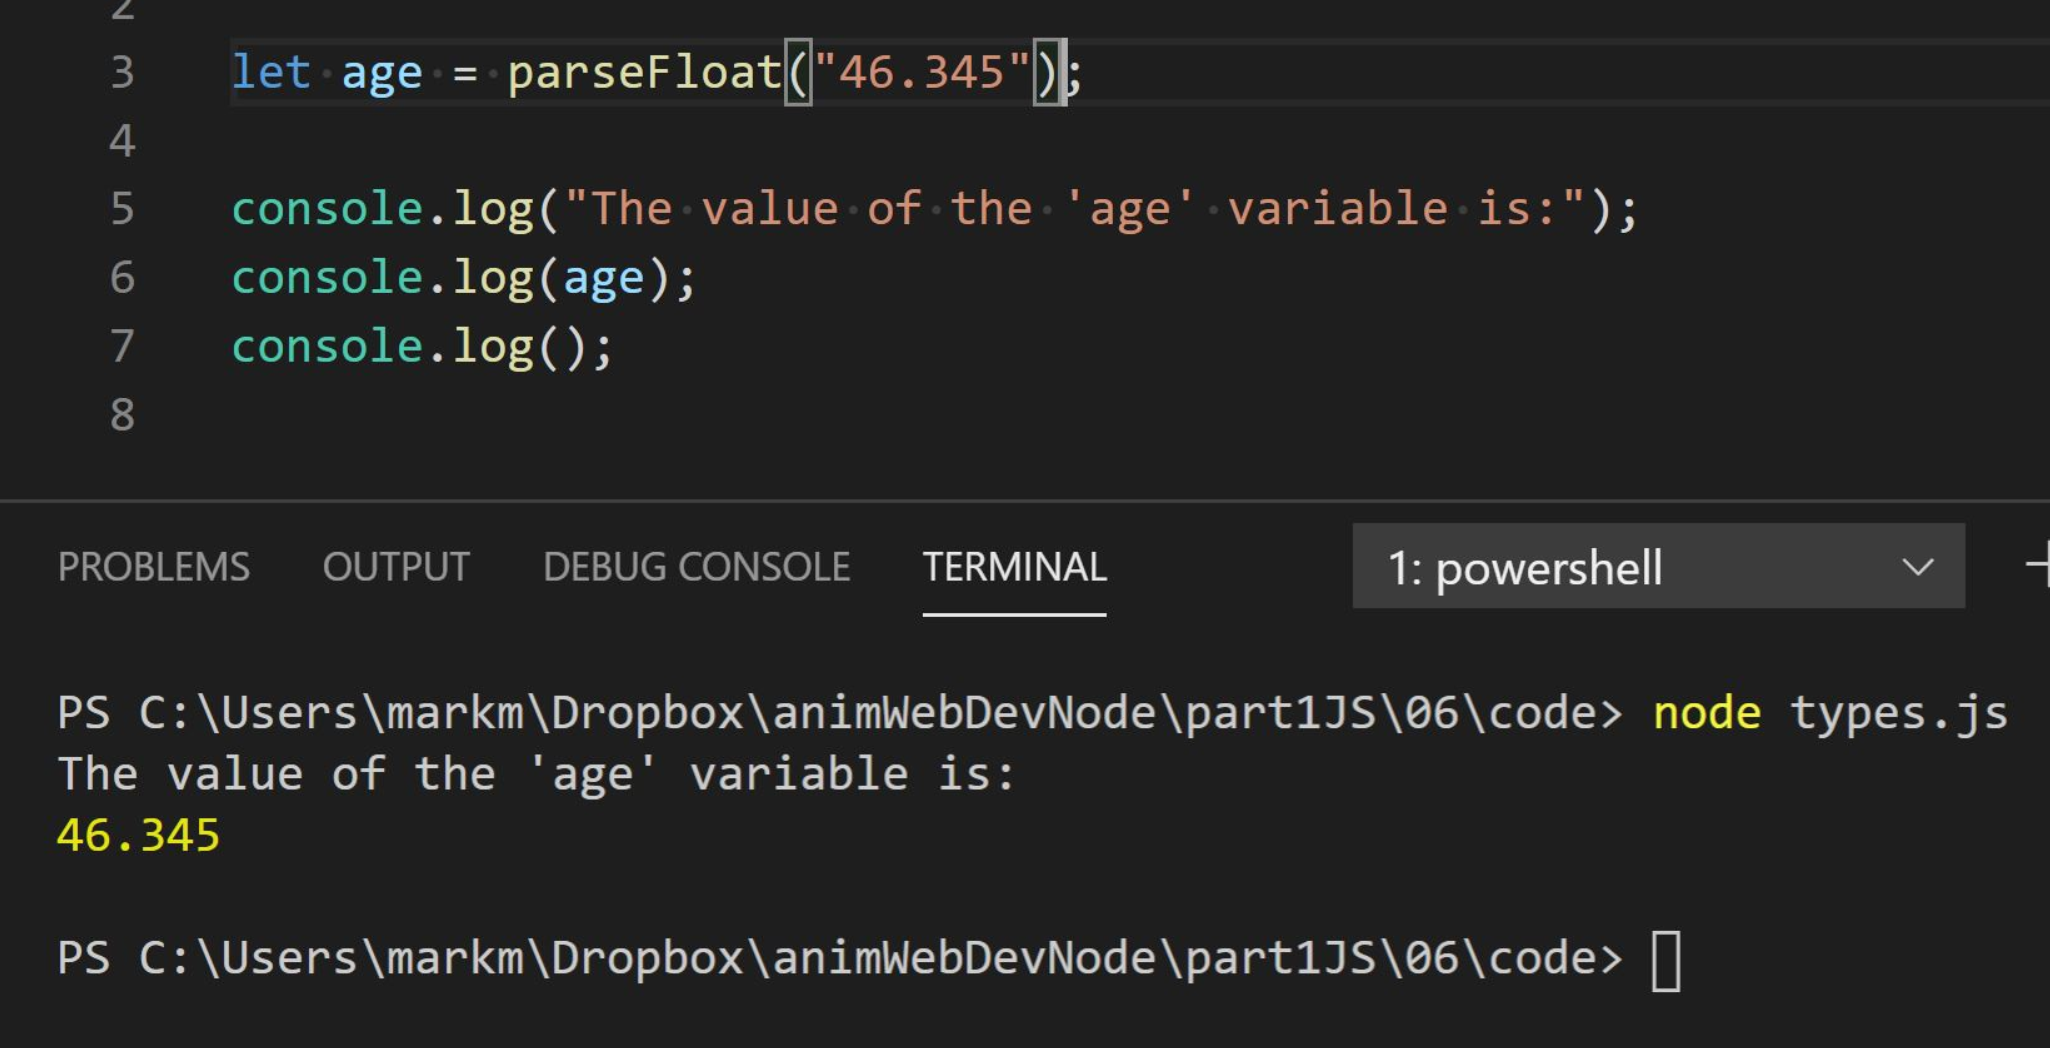 2
3 let age = parseFloat("46.345");
4
5 console.log("The value of the 'age' variable is:");
6 console.log(age);
7 console.log();
8
PROBLEMS OUTPUT DEBUG CONSOLE TERMINAL 1: powershell
PS C:\Users\markm\Dropbox\animWebDevNode\part1JS\06\code> node types.js
The value of the 'age' variable is:
46.345
PS C:\Users\markm\Dropbox\animWebDevNode\part1JS\06\code>